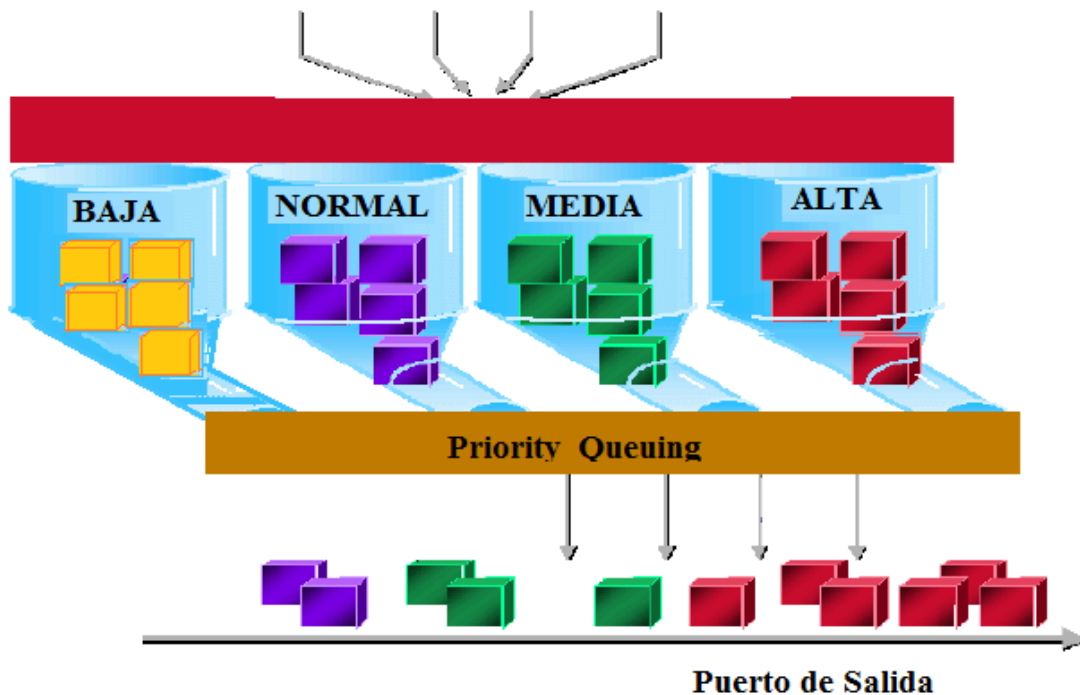 BAJA
NORMAL
MEDIA
ALTA
Priority Queuing
Puerto de Salida